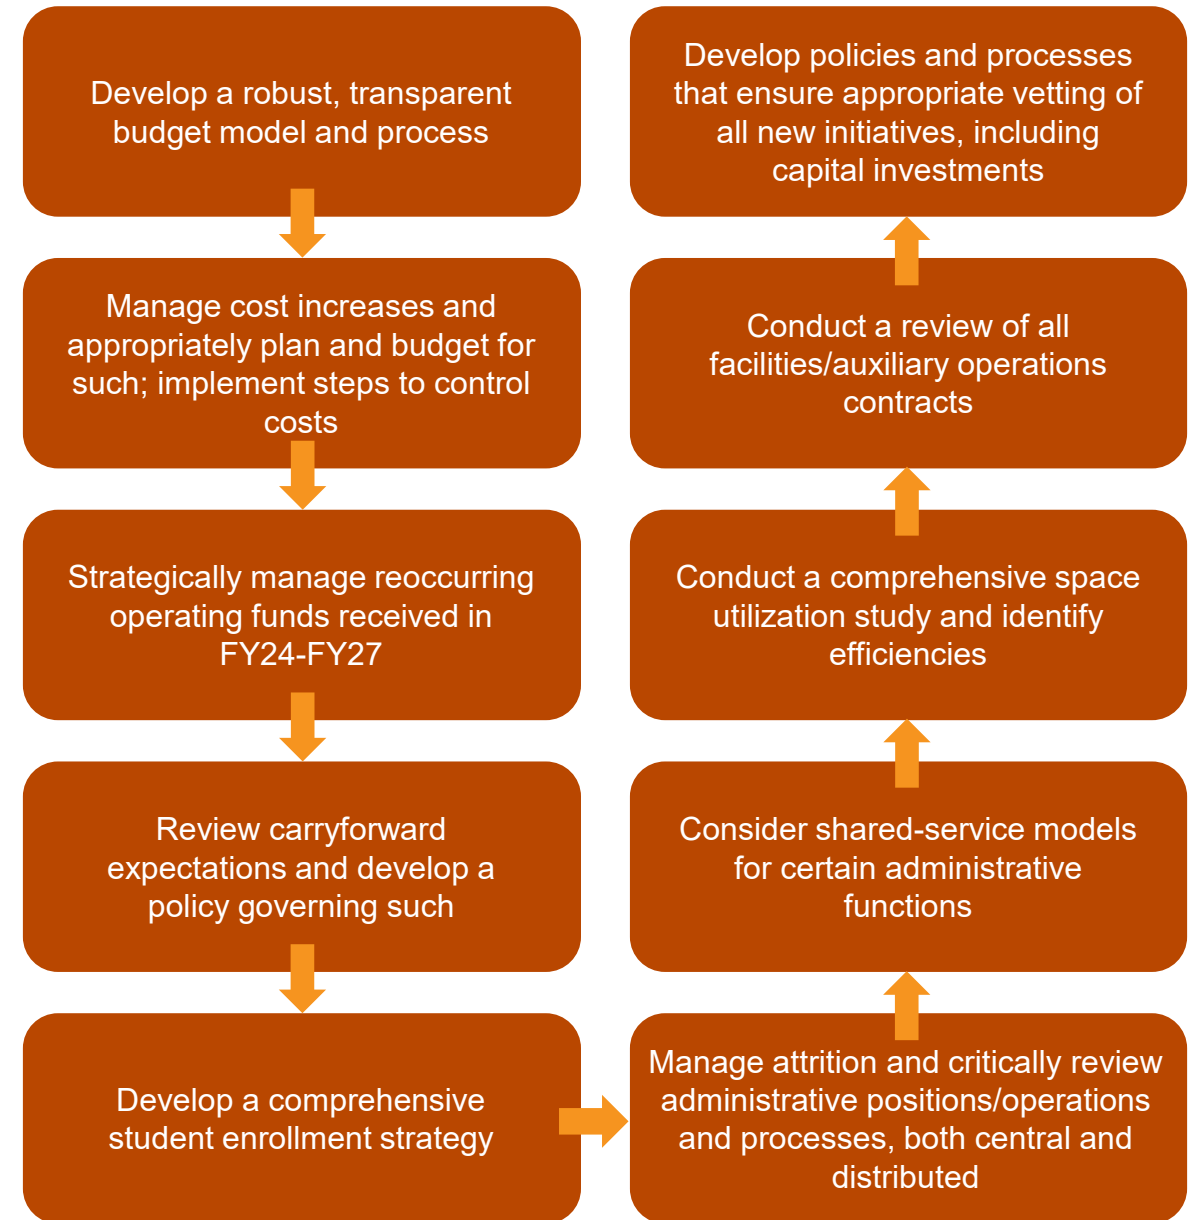 Develop a robust, transparent
budget model and process
Manage cost increases and
appropriately plan and budget for
such; implement steps to control
costs
Strategically manage reoccurring
operating funds received in
FY24-FY27
Review carryforward
expectations and develop a
policy governing such
Develop a comprehensive
student enrollment strategy
Manage attrition and critically review
administrative positions/operations
and processes, both central and
distributed
Consider shared-service models
for certain administrative
functions
Conduct a comprehensive space
utilization study and identify
efficiencies
Conduct a review of all
facilities/auxiliary operations
contracts
Develop policies and processes
that ensure appropriate vetting of
all new initiatives, including
capital investments